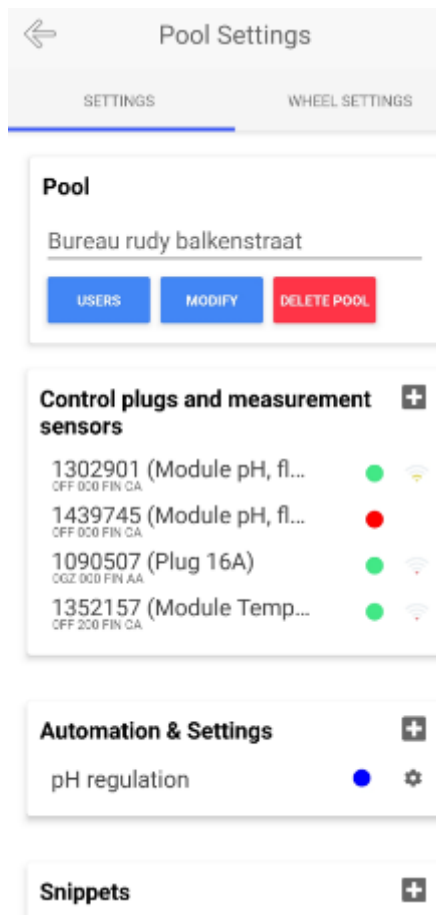 Pool Settings
SETTINGS WHEEL SETTINGS
Pool
Bureau rudy balkenstraat
USERS MODIFY DELETE POOL
Control plugs and measurement
sensors
1302901 (Module pH, fl...
OFF 000 FIN CA
1439745 (Module pH, fl...
OFF 000 FIN CA
1090507 (Plug 16A)
OGZ 000 FIN AA
1352157 (Module Temp...
OFF 200 FIN CA
Automation & Settings
pH regulation
Snippets